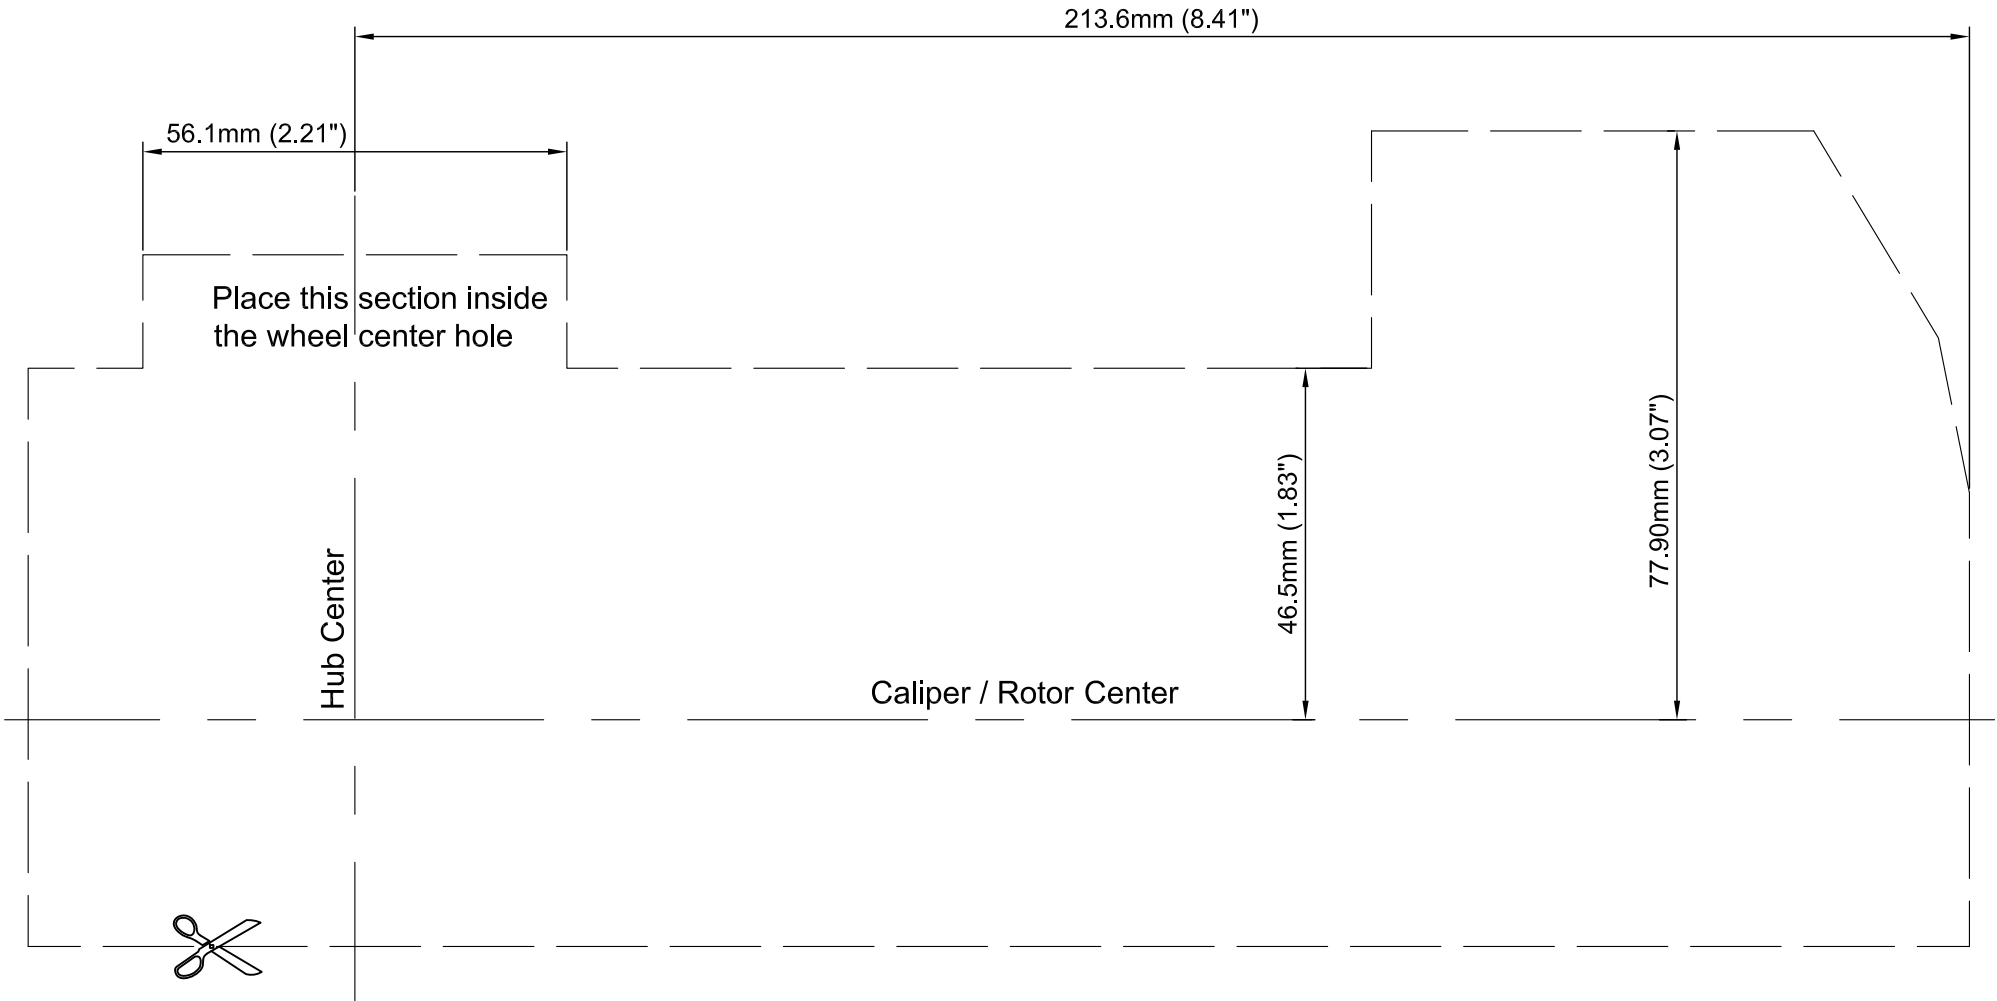 213.6mm (8.41")
56.1mm (2.21")
Place this section inside
the wheel center hole
46.5mm (1.83")
77.90mm (3.07")
Hub Center
Caliper / Rotor Center